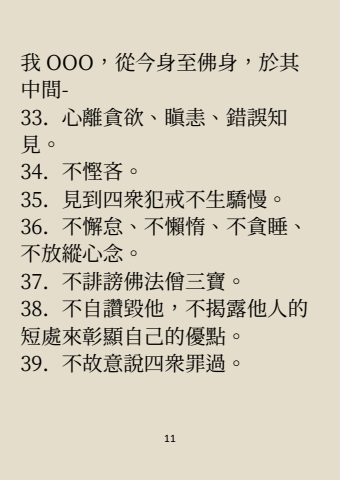 我 OOO，從今身至佛身，於其
中間-
33．心離貪欲、瞋恚、錯誤知
見。
34．不慳吝。
35．見到四衆犯戒不生驕慢。
36．不懈怠、不懶惰、不貪睡、
不放縱心念。
37．不誹謗佛法僧三寶。
38．不自讚毀他，不揭露他人的
短處來彰顯自己的優點。
39．不故意說四衆罪過。
11